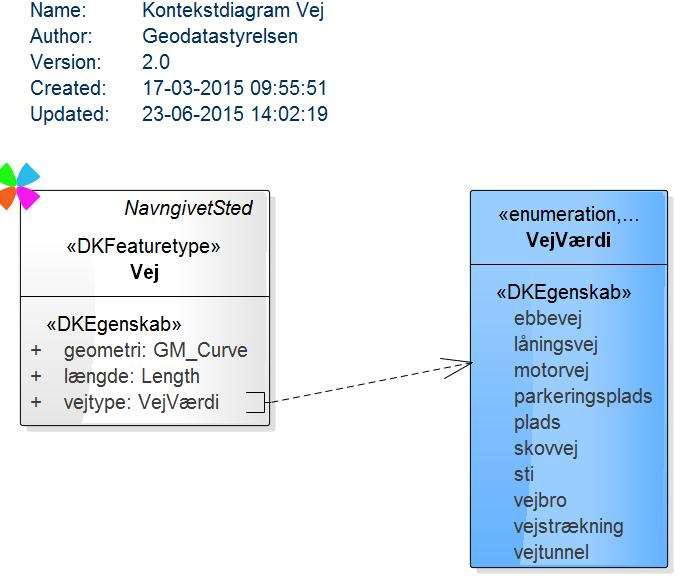 Name: Kontekstdiagram Vej
Author: Geodatastyrelsen
Version: 2.0
Created: 17-03-2015 09:55:51
Updated: 23-06-2015 14:02:19
NavngivetSted
«DKFeaturetype»
Vej
«DKEgenskab»
+ geometri: GM_Curve
+ længde: Length
+ vejtype: VejVærdi
«enumeration,...
VejVærdi
«DKEgenskab»
ebbevej
låningsvej
motorvej
parkeringsplads
plads
skovvej
sti
vejbro
vejstrækning
vejtunnel